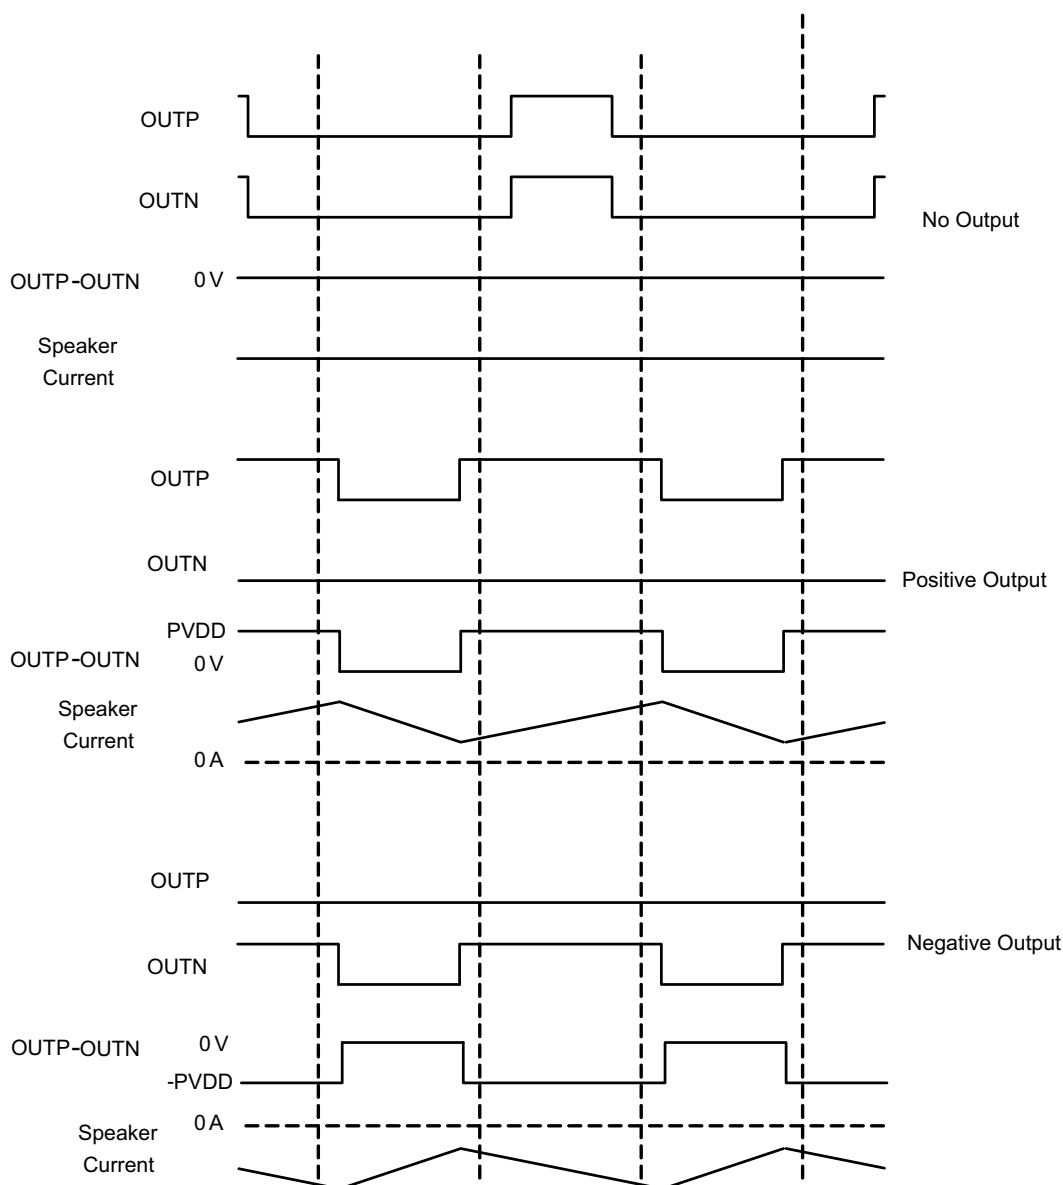 OUTP
OUTN
No Output
OUTP-OUTN 0 V
Speaker
Current
OUTP
OUTN
Positive Output
PVDD
OUTP-OUTN 0 V
Speaker
Current
0 A
OUTP
Negative Output
OUTN
OUTP-OUTN 0 V
-PVDD
0 A
Speaker
Current